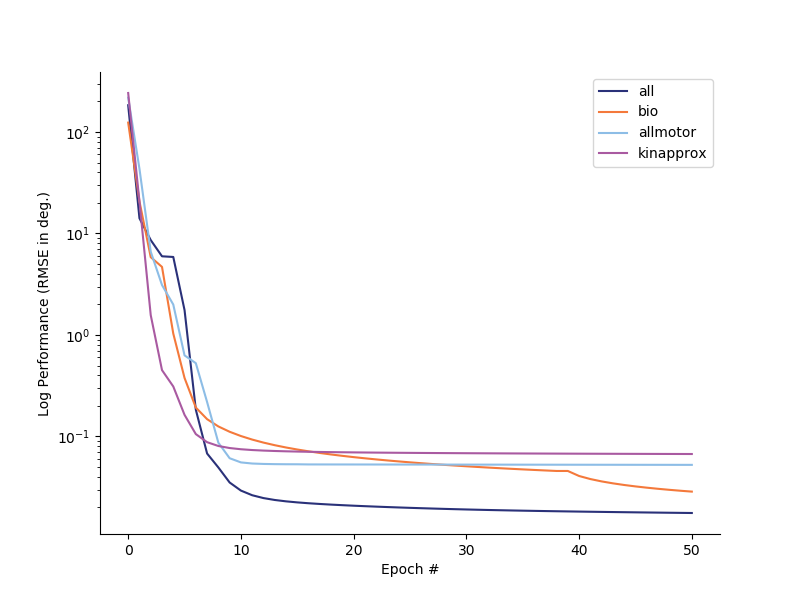 all
bio
allmotor
kinapprox
10²
10¹
10⁰
10⁻¹
Log Performance (RMSE in deg.)
0 10 20 30 40 50
Epoch #